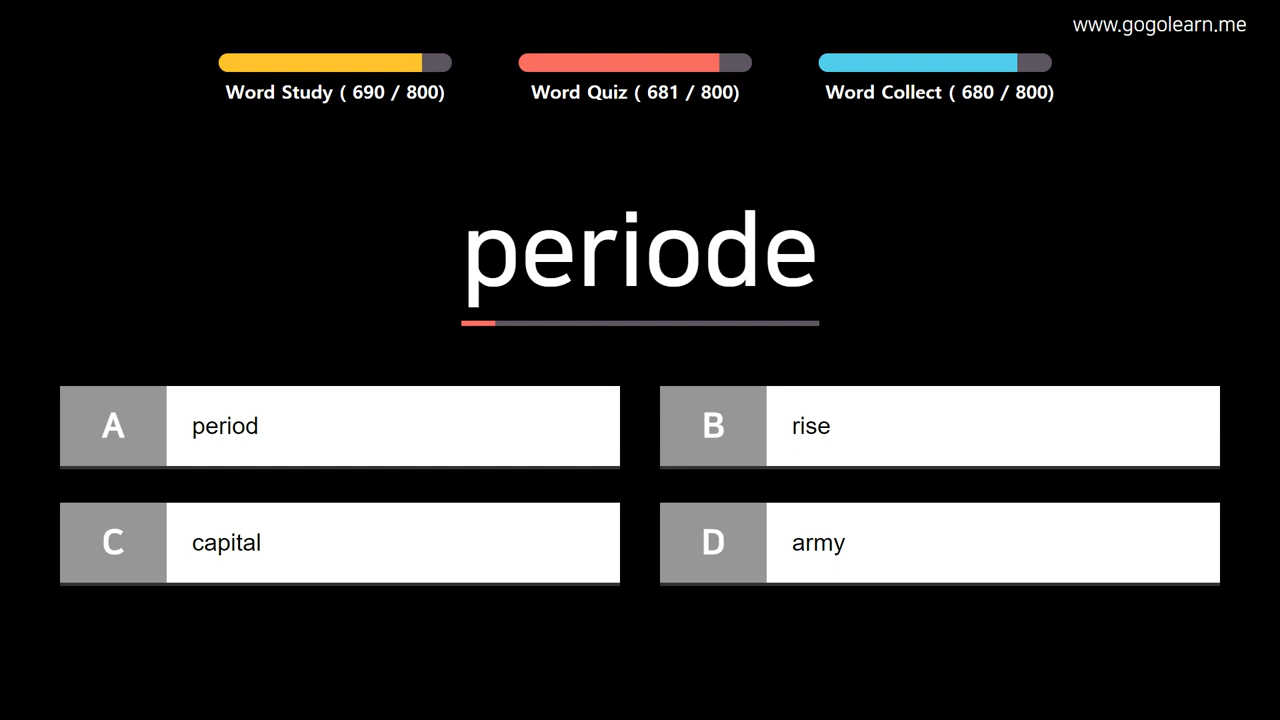 www.gogolearn.me
Word Study ( 690 / 800)
Word Quiz ( 681 / 800)
Word Collect ( 680 / 800)
periode
A period
B rise
C capital
D army